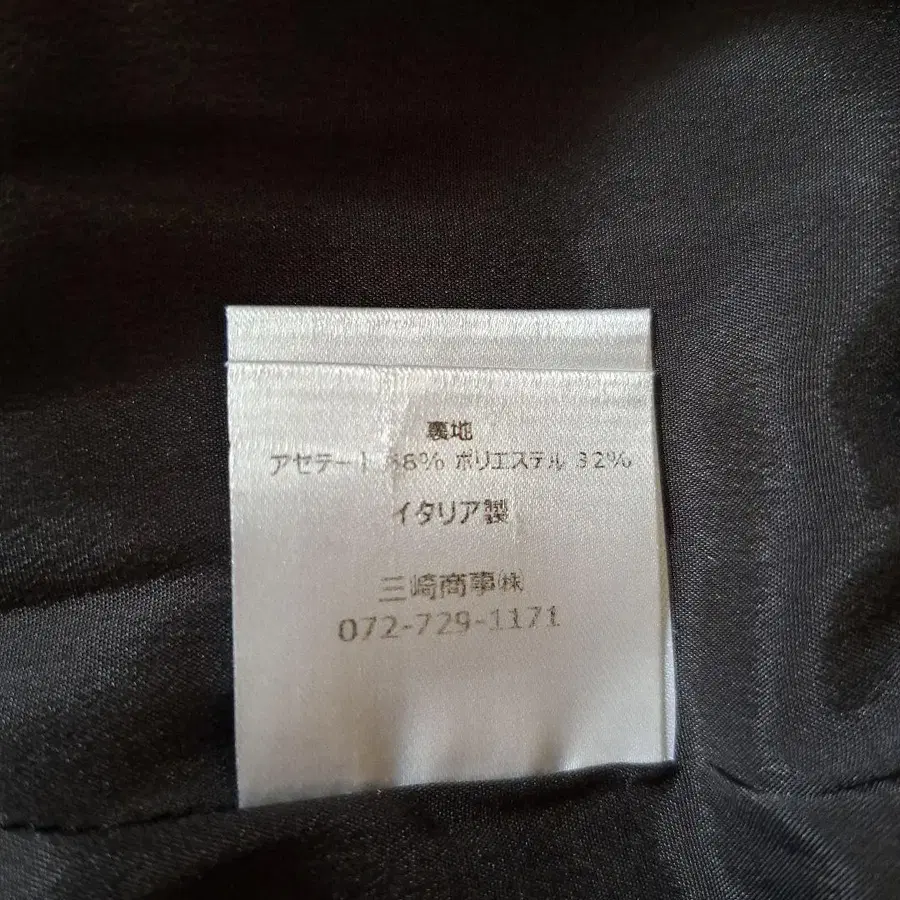 裏地
アセテート 68% ポリエステル 32%
イタリア製
三崎商事㈱
072-729-1171